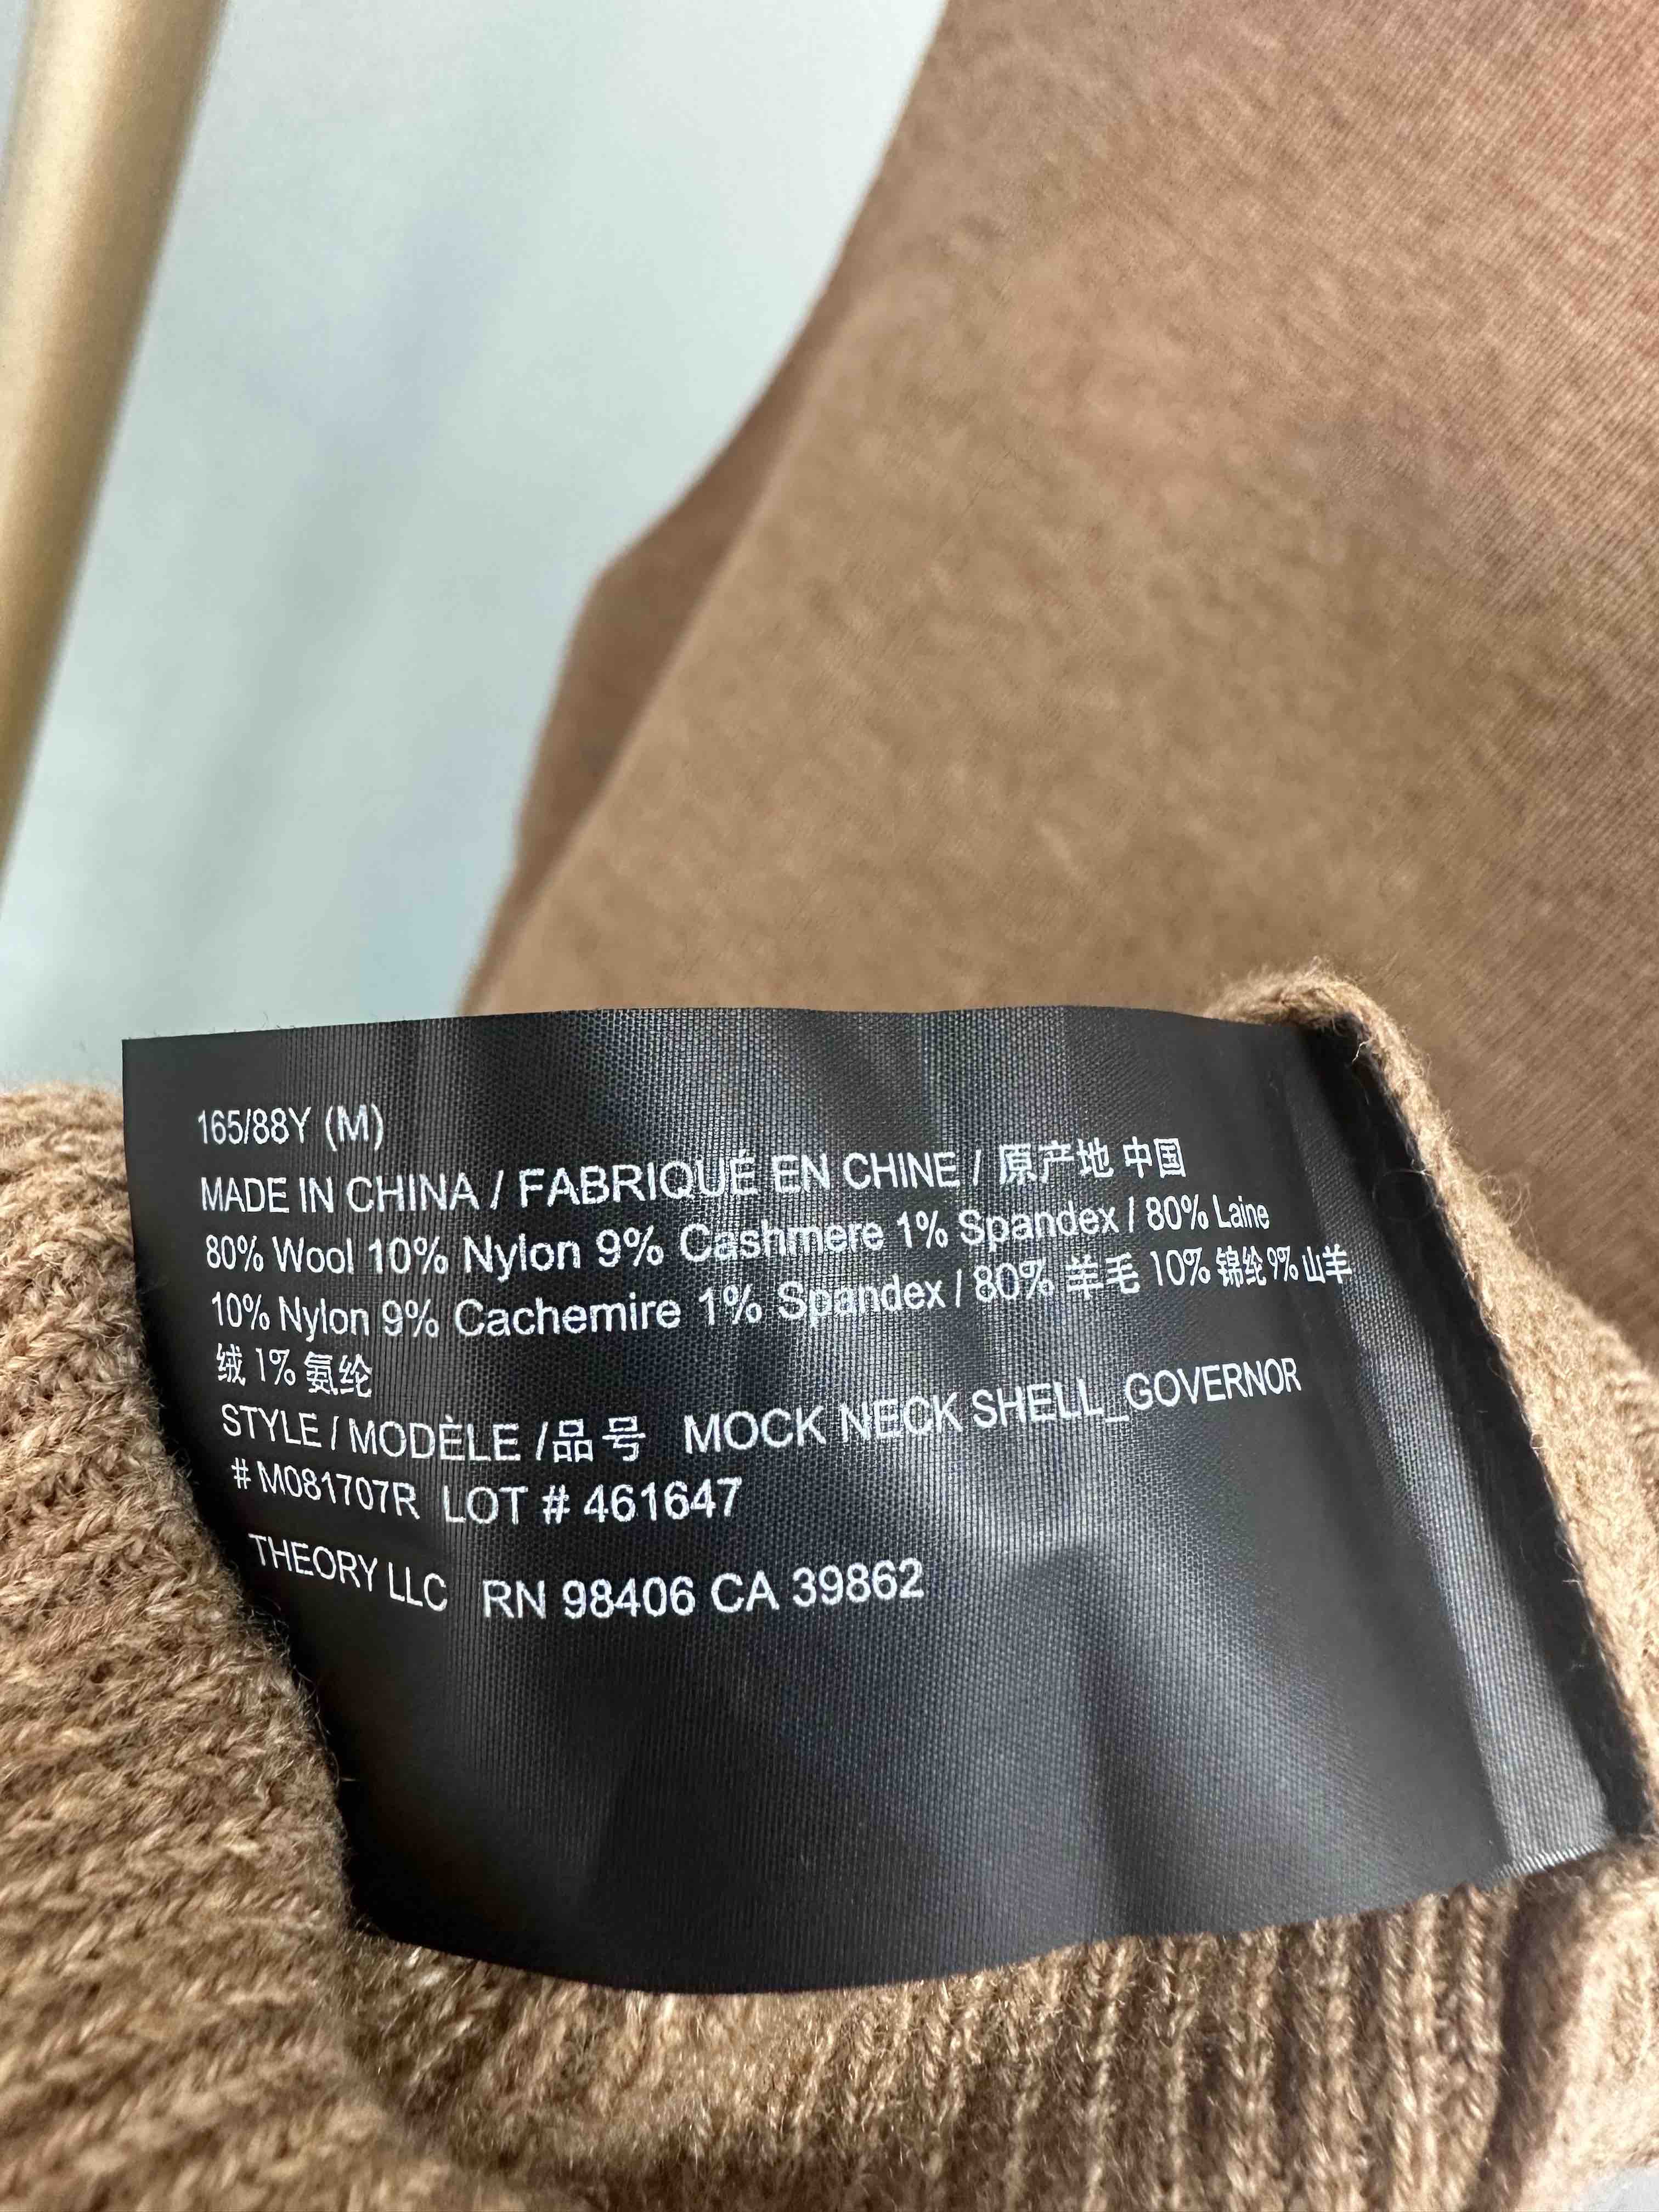 165/88Y (M)
MADE IN CHINA / FABRIQUÉ EN CHINE / 原产地 中国
80% Wool 10% Nylon 9% Cashmere 1% Spandex / 80% Laine
10% Nylon 9% Cachemire 1% Spandex / 80% 羊毛 10% 锦纶 9% 山羊
绒 1% 氨纶
STYLE / MODÈLE /品号 MOCK NECK SHELL_GOVERNOR
# M081707R LOT # 461647
THEORY LLC RN 98406 CA 39862